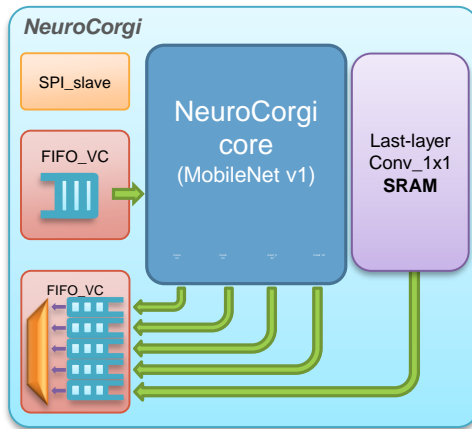 NeuroCorgi
SPI_slave
FIFO_VC
NeuroCorgi
core
(MobileNet v1)
Last-layer
Conv_1x1
SRAM
FIFO_VC